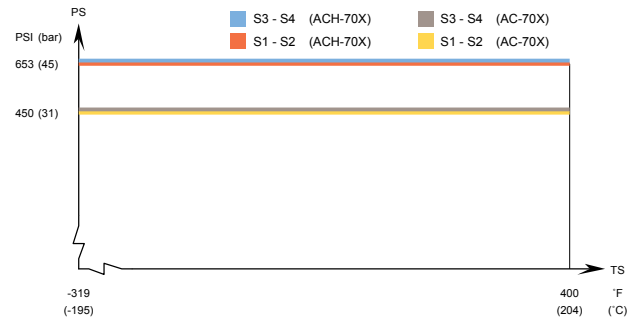 PS
S3 - S4 (ACH-70X)
S3 - S4 (AC-70X)
PSI (bar)
S1 - S2 (ACH-70X)
S1 - S2 (AC-70X)
653 (45)
450 (31)
TS
-319
400
˚F
(-195)
(204)
(˚C)